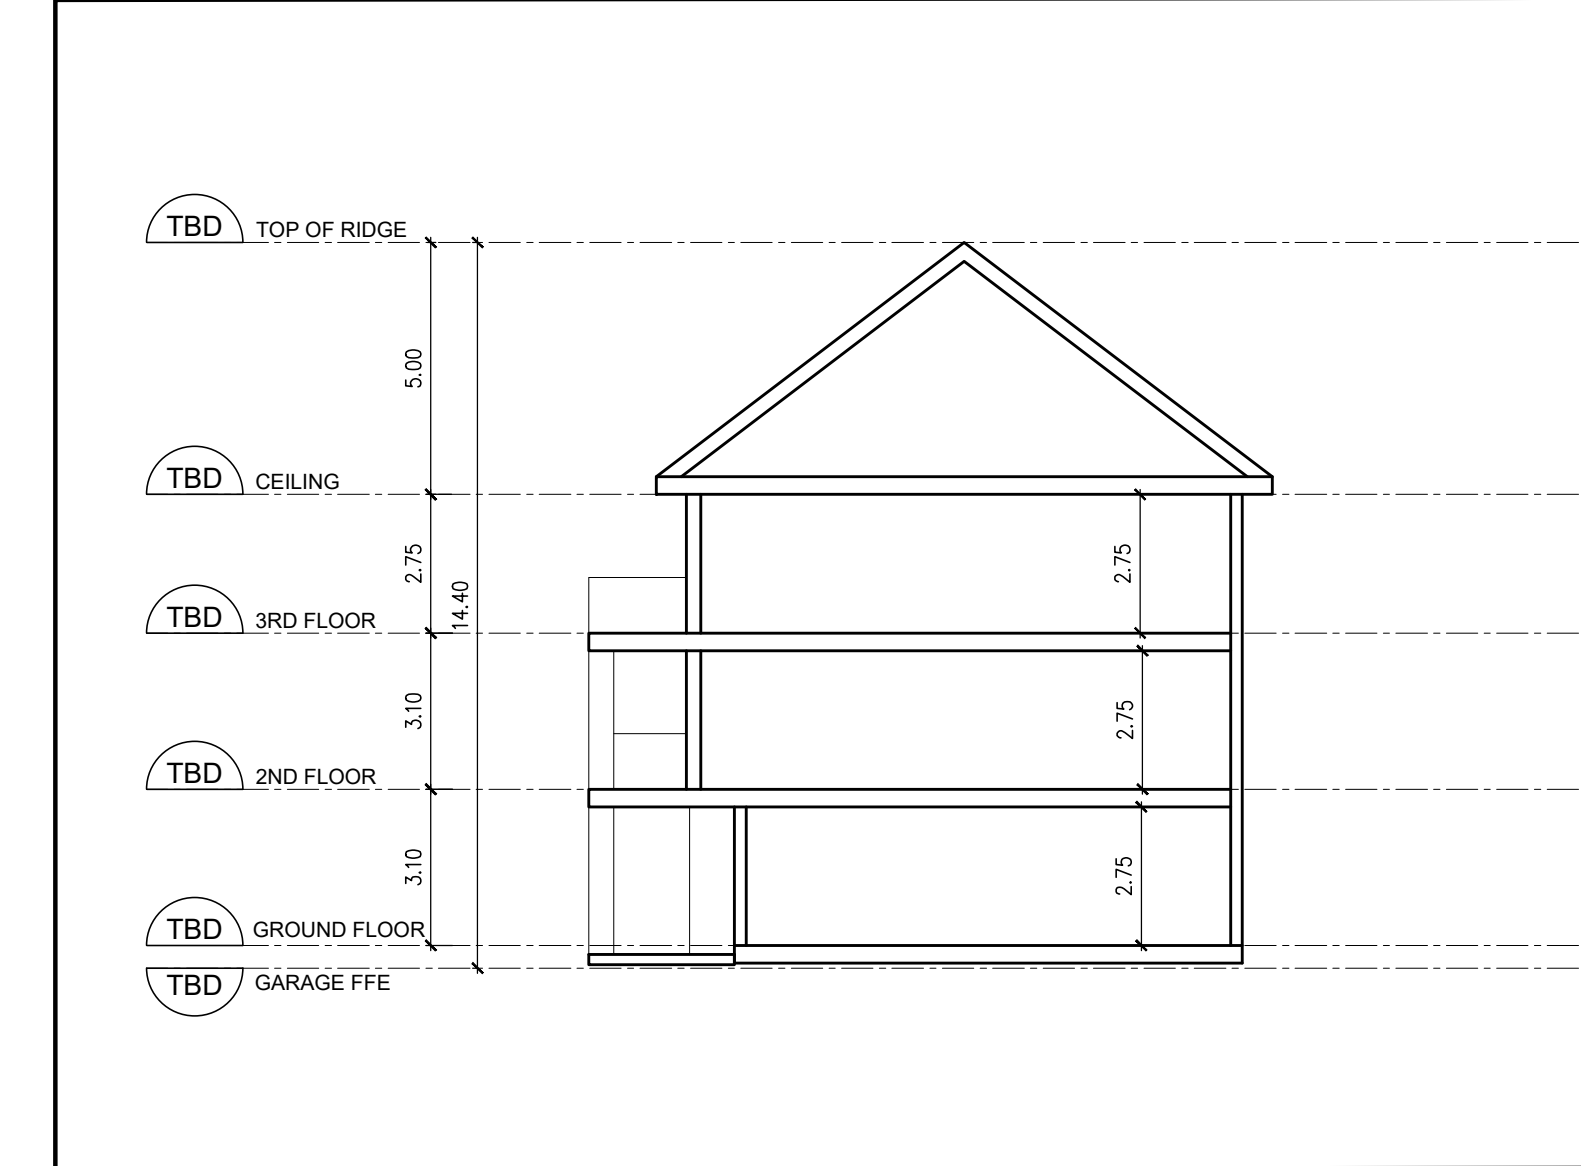 TBD TOP OF RIDGE
5.00
TBD CEILING
2.75
2.75
14.40
TBD 3RD FLOOR
3.10
2.75
TBD 2ND FLOOR
3.10
2.75
TBD GROUND FLOOR
TBD GARAGE FFE